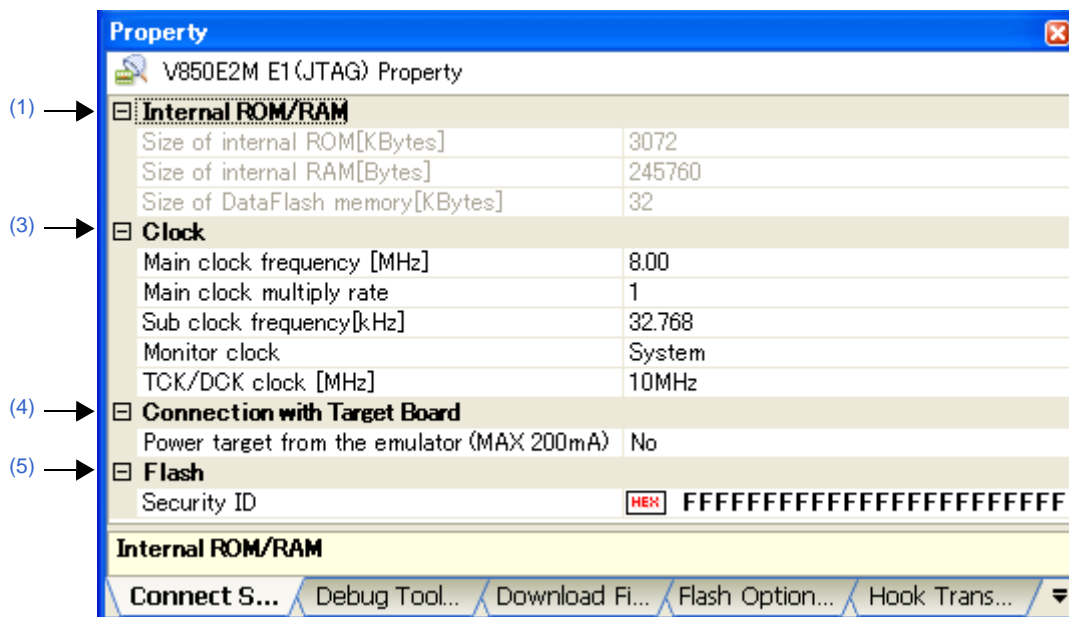 Property
V850E2M E1(JTAG) Property
(1) Internal ROM/RAM
Size of internal ROM[KBytes] 3072
Size of internal RAM[Bytes] 245760
Size of DataFlash memory[KBytes] 32
(3) Clock
Main clock frequency [MHz] 8.00
Main clock multiply rate 1
Sub clock frequency[kHz] 32.768
Monitor clock System
TCK/DCK clock [MHz] 10MHz
(4) Connection with Target Board
Power target from the emulator (MAX 200mA) No
(5) Flash
Security ID HEX FFFFFFFFFFFFFFFFFFFFFFFF
Internal ROM/RAM
Connect S... Debug Tool... Download Fi... Flash Option... Hook Trans...